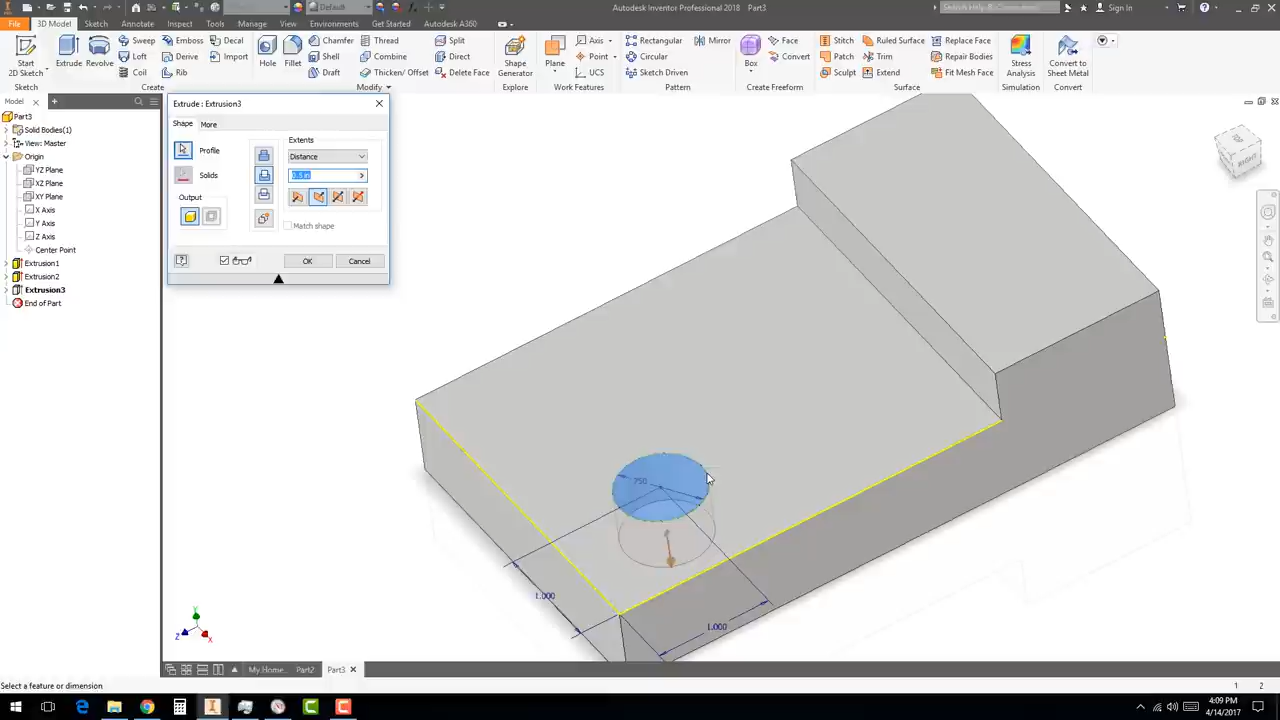 Default
Autodesk Inventor Professional 2018 Part3
Search Help & Commands...
Sign In
File 3D Model Sketch Annotate Inspect Tools Manage View Environments Get Started Autodesk A360
Start
2D Sketch
Sketch
Extrude Revolve Sweep Emboss Decal
Loft Derive Import
Coil Rib
Create
Hole Fillet Chamfer Thread Split
Shell Combine Direct
Draft Thicken/ Offset Delete Face
Modify
Shape
Generator
Explore
Plane Axis
Point
UCS
Work Features
Rectangular Mirror
Circular
Sketch Driven
Pattern
Box Face
Convert
Create Freeform
Stitch Ruled Surface Replace Face
Patch Trim Repair Bodies
Sculpt Extend Fit Mesh Face
Surface
Stress
Analysis
Simulation
Convert to
Sheet Metal
Convert
Model
Part3
Solid Bodies(1)
View: Master
Origin
YZ Plane
XZ Plane
XY Plane
X Axis
Y Axis
Z Axis
Center Point
Extrusion1
Extrusion2
Extrusion3
End of Part
Extrude : Extrusion3
Shape More
Profile
Solids
Output
Extents
Distance
Match shape
OK Cancel
RIGHT
.750
1.000
1.000
Y
Z
X
My Home Part2 Part3
Select a feature or dimension
1 2
4:09 PM
4/14/2017